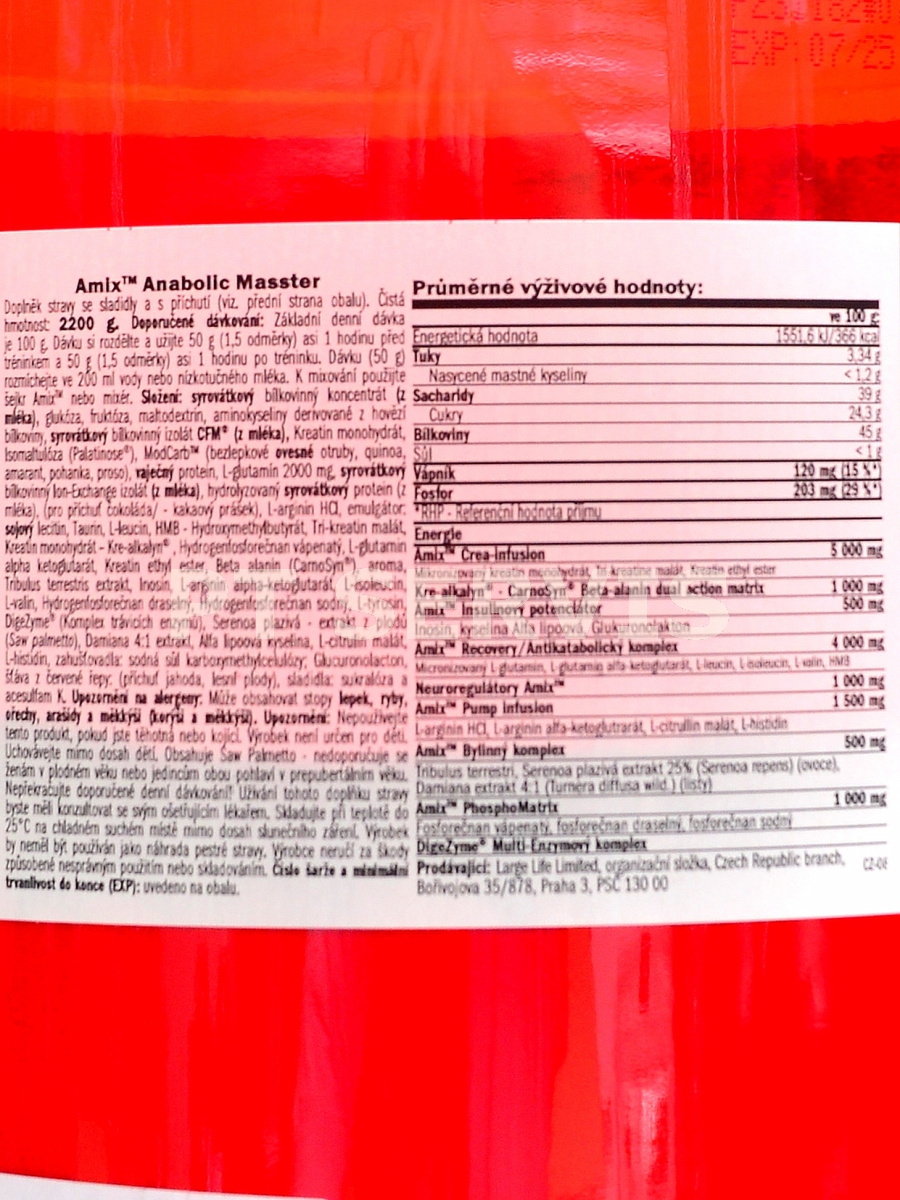 EXP: 07/25
Amix™ Anabolic Masster
Doplněk stravy se sladidly a s příchutí (viz. přední strana obalu). Čistá
hmotnost: 2200 g. Doporučené dávkování: Základní denní dávka
je 100 g. Dávku si rozdělte a užijte 50 g (1,5 odměrky) asi 1 hodinu před
tréninkem a 50 g (1,5 odměrky) asi 1 hodinu po tréninku. Dávku (50 g)
rozmíchejte ve 200 ml vody nebo nízkotučného mléka. K mixování použijte
šejkr Amix™ nebo mixér. Složení: syrovátkový bílkovinný koncentrát (z
mléka), glukóza, fruktóza, maltodextrin, aminokyseliny derivované z hovězí
bílkoviny, syrovátkový bílkovinný izolát CFM® (z mléka), Kreatin monohydrát,
Isomaltulóza (Palatinose®), ModCarb™ (bezlepkové ovesné otruby, quinoa,
amarant, pohanka, proso), vaječný protein, L-glutamín 2000 mg, syrovátkový
bílkovinný Ion-Exchange izolát (z mléka), hydrolyzovaný syrovátkový protein (z
mléka), (pro příchuť čokoláda/ - kakaový prášek), L-arginin HCl, emulgátor:
sojový lecitin, Taurin, L-leucin, HMB - Hydroxymethylbutyrát, Tri-kreatin malát,
Kreatin monohydrát - Kre-alkalyn® , Hydrogenfosforečnan vápenatý, L-glutamin
alpha ketoglutarát, Kreatin ethyl ester, Beta alanin (CarnoSyn®), aroma,
Tribulus terrestris extrakt, Inosin, L-arginin alpha-ketoglutarát, L-isoleucin,
L-valin, Hydrogenfosforečnan draselný, Hydrogenfosforečnan sodný, L-tyrosin,
DigeZyme® (Komplex trávicích enzymů), Serenoa plazivá - extrakt z plodů
(Saw palmetto), Damiana 4:1 extrakt, Alfa lipoová kyselina, L-citrulin malát,
L-histidin, zahušťovadla: sodná sůl karboxymethylcelulózy; Glucuronolacton,
šťáva z červené řepy: (příchuť jahoda, lesní plody), sladidla: sukralóza a
acesulfam K. Upozornění na alergeny: Může obsahovat stopy lepek, ryby,
ořechy, arašídy a měkkýši (korýši a měkkýši). Upozornění: Nepoužívejte
tento produkt, pokud jste těhotná nebo kojící. Výrobek není určen pro děti.
Uchovávejte mimo dosah dětí. Obsahuje Saw Palmetto - nedoporučuje se
ženám v plodném věku nebo jedincům obou pohlaví v prepubertálním věku.
Nepřekračujte doporučené denní dávkování! Užívání tohoto doplňku stravy
byste měli konzultovat se svým ošetřujícím lékařem. Skladujte při teplotě do
25°C na chladném suchém místě mimo dosah slunečního záření. Výrobek
by neměl být používán jako náhrada pestré stravy. Výrobce neručí za škody
způsobené nesprávným použitím nebo skladováním. Číslo šarže a minimální
trvanlivost do konce (EXP): uvedeno na obalu.
Průměrné výživové hodnoty:
ve 100 g:
Energetická hodnota 1551,6 kJ/366 kcal
Tuky 3,34 g
Nasycené mastné kyseliny < 1,2 g
Sacharidy 39 g
Cukry 24,3 g
Bílkoviny 45 g
Sůl < 1 g
Vápník 120 mg (15 %*)
Fosfor 203 mg (29 %*)
*RHP - Referenční hodnota příjmu
Energie
Amix™ Crea-infusion 5 000 mg
Mikronizovaný kreatin monohydrát, Tri-kreatine malát, Kreatin ethyl ester
Kre-alkalyn® - CarnoSyn® Beta-alanin dual action matrix 1 000 mg
Amix™ Insulinový potenciátor 500 mg
Inosin, kyselina Alfa lipoová, Glukuronolakton
Amix™ Recovery/Antikatabolický komplex 4 000 mg
Micronizovaný L-glutamin, L-glutamin alfa-ketoglutarát, L-leucin, L-isoleucin, L-valin, HMB
Neuroregulátory Amix™ 1 000 mg
Amix™ Pump infusion 1 500 mg
L-arginin HCl, L-arginin alfa-ketoglutrarát, L-citrullin malát, L-histidin
Amix™ Bylinný komplex 500 mg
Tribulus terrestri, Serenoa plazivá extrakt 25% (Serenoa repens) (ovoce),
Damiana extrakt 4:1 (Turnera diffusa wild.) (listy)
Amix™ PhosphoMatrix 1 000 mg
Fosforečnan vápenatý, fosforečnan draselný, fosforečnan sodný
DigeZyme® Multi-Enzymový komplex
Prodávající: Large Life Limited, organizační složka, Czech Republic branch,
Bořivojova 35/878, Praha 3, PSČ 130 00